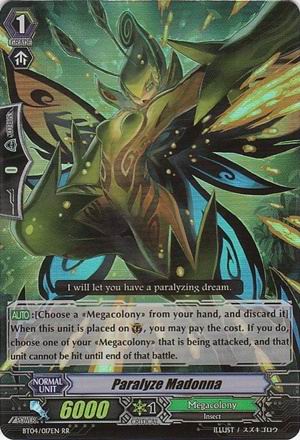 1
GRADE
I will let you have a paralyzing dream.
AUTO:[Choose a «Megacolony» from your hand, and discard it]
When this unit is placed on G, you may pay the cost. If you do,
choose one of your «Megacolony» that is being attacked, and that
unit cannot be hit until end of that battle.
NORMAL
UNIT
Paralyze Madonna
POWER
6000
1
CRITICAL
Megacolony
Insect
BT04/017EN RR
ILLUST / スズキゴロウ